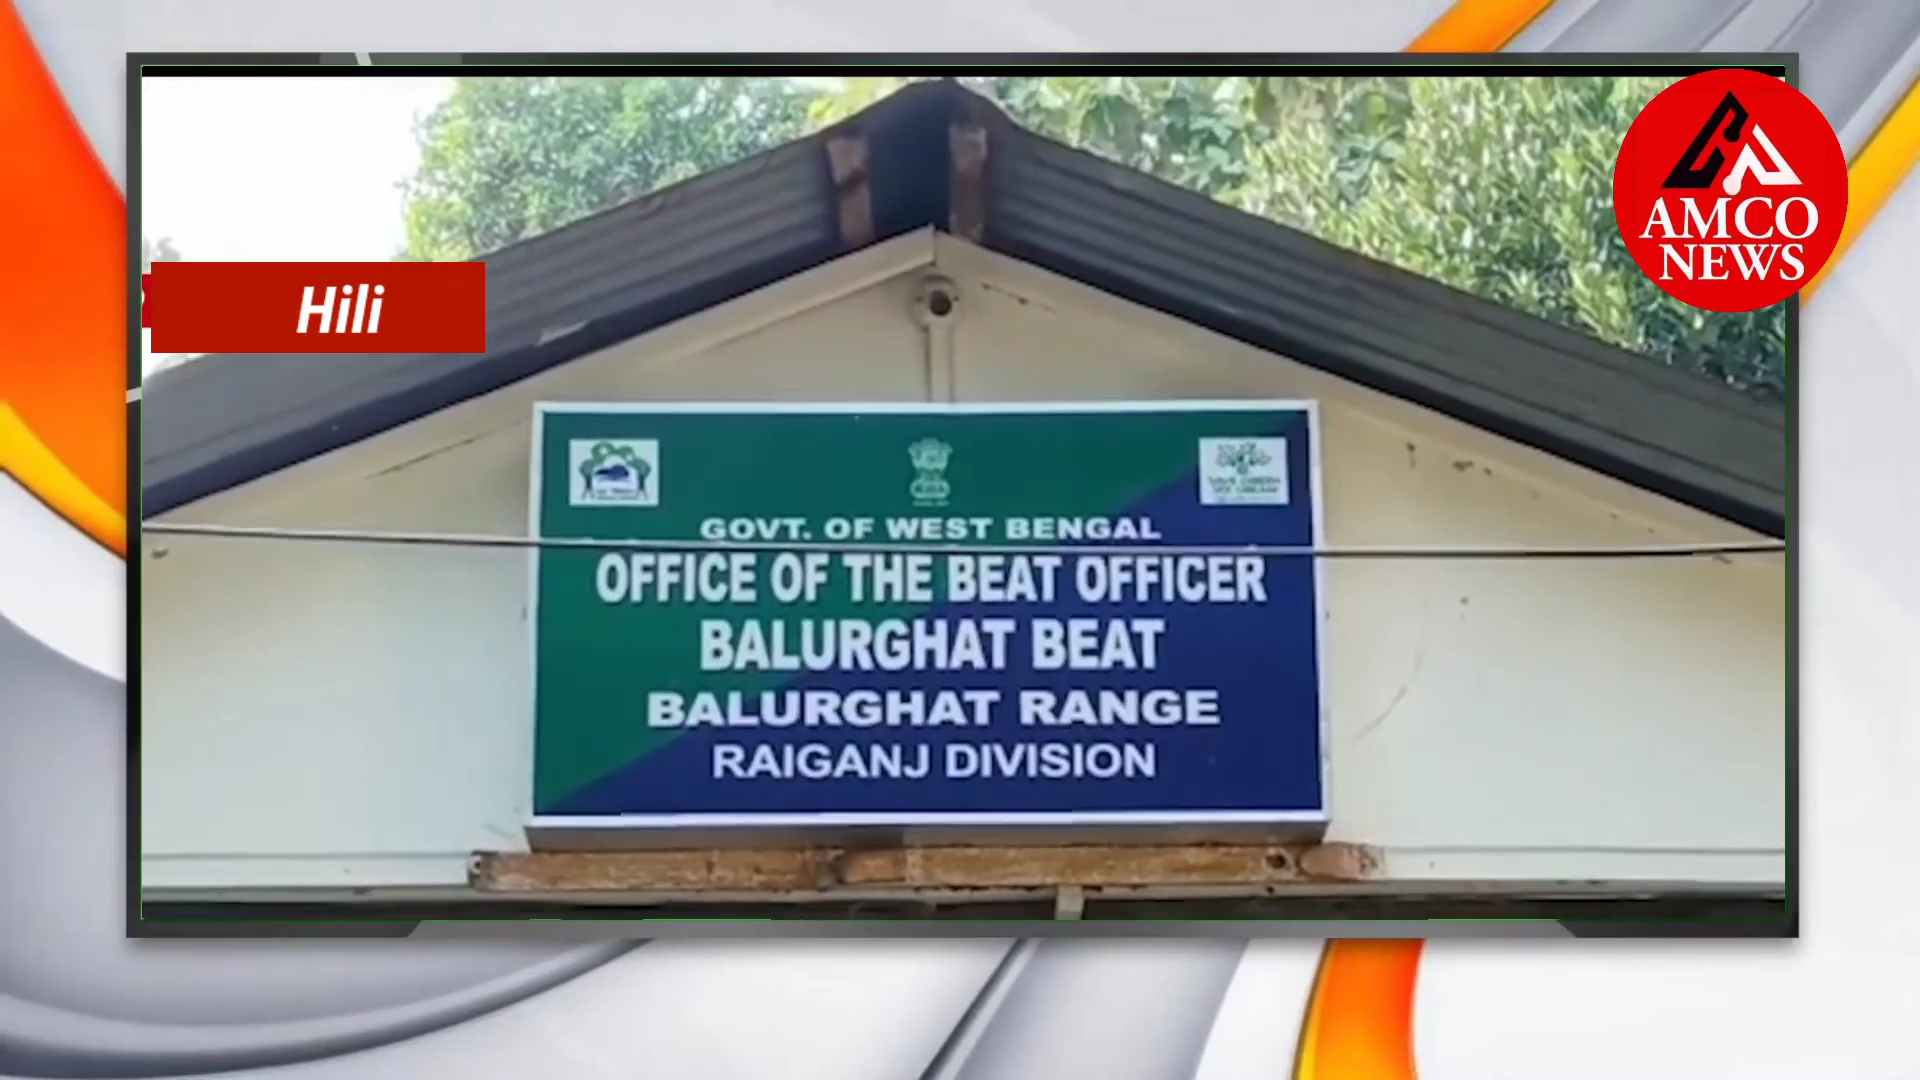 Hili
AMCO
NEWS
GOVT. OF WEST BENGAL
OFFICE OF THE BEAT OFFICER
BALURGHAT BEAT
BALURGHAT RANGE
RAIGANJ DIVISION